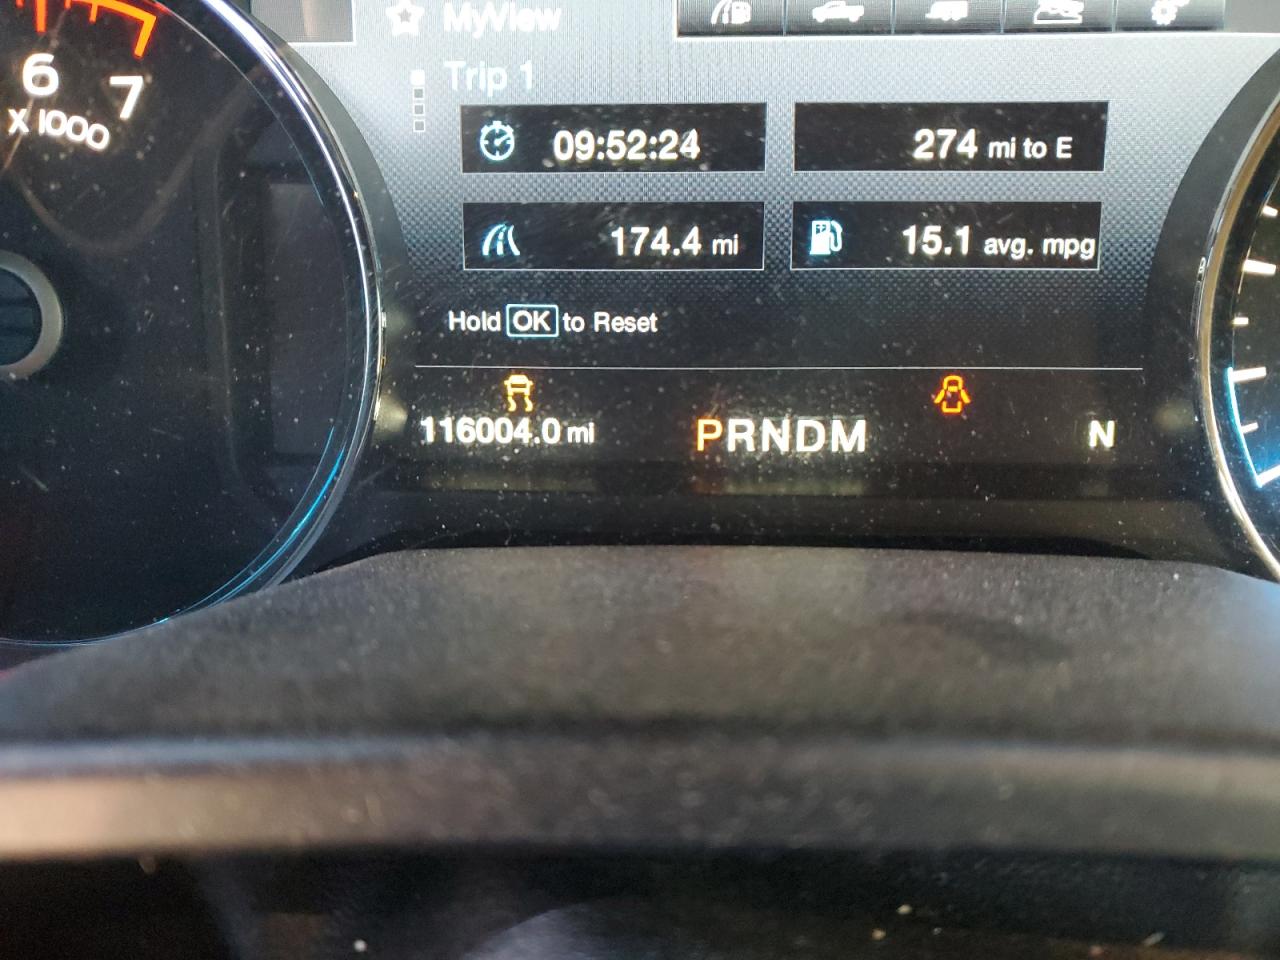 MyView
Trip 1
6
7
X 1000
09:52:24
274 mi to E
174.4 mi
15.1 avg. mpg
Hold OK to Reset
116004.0 mi
PRNDM
N